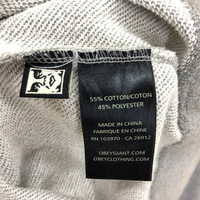 55% COTTON/COTON
45% POLYESTER
MADE IN CHINA
FABRIQUE EN CHINE
RN 103970 - CA 26912
OBEYGIANT.COM
OBEYCLOTHING.COM